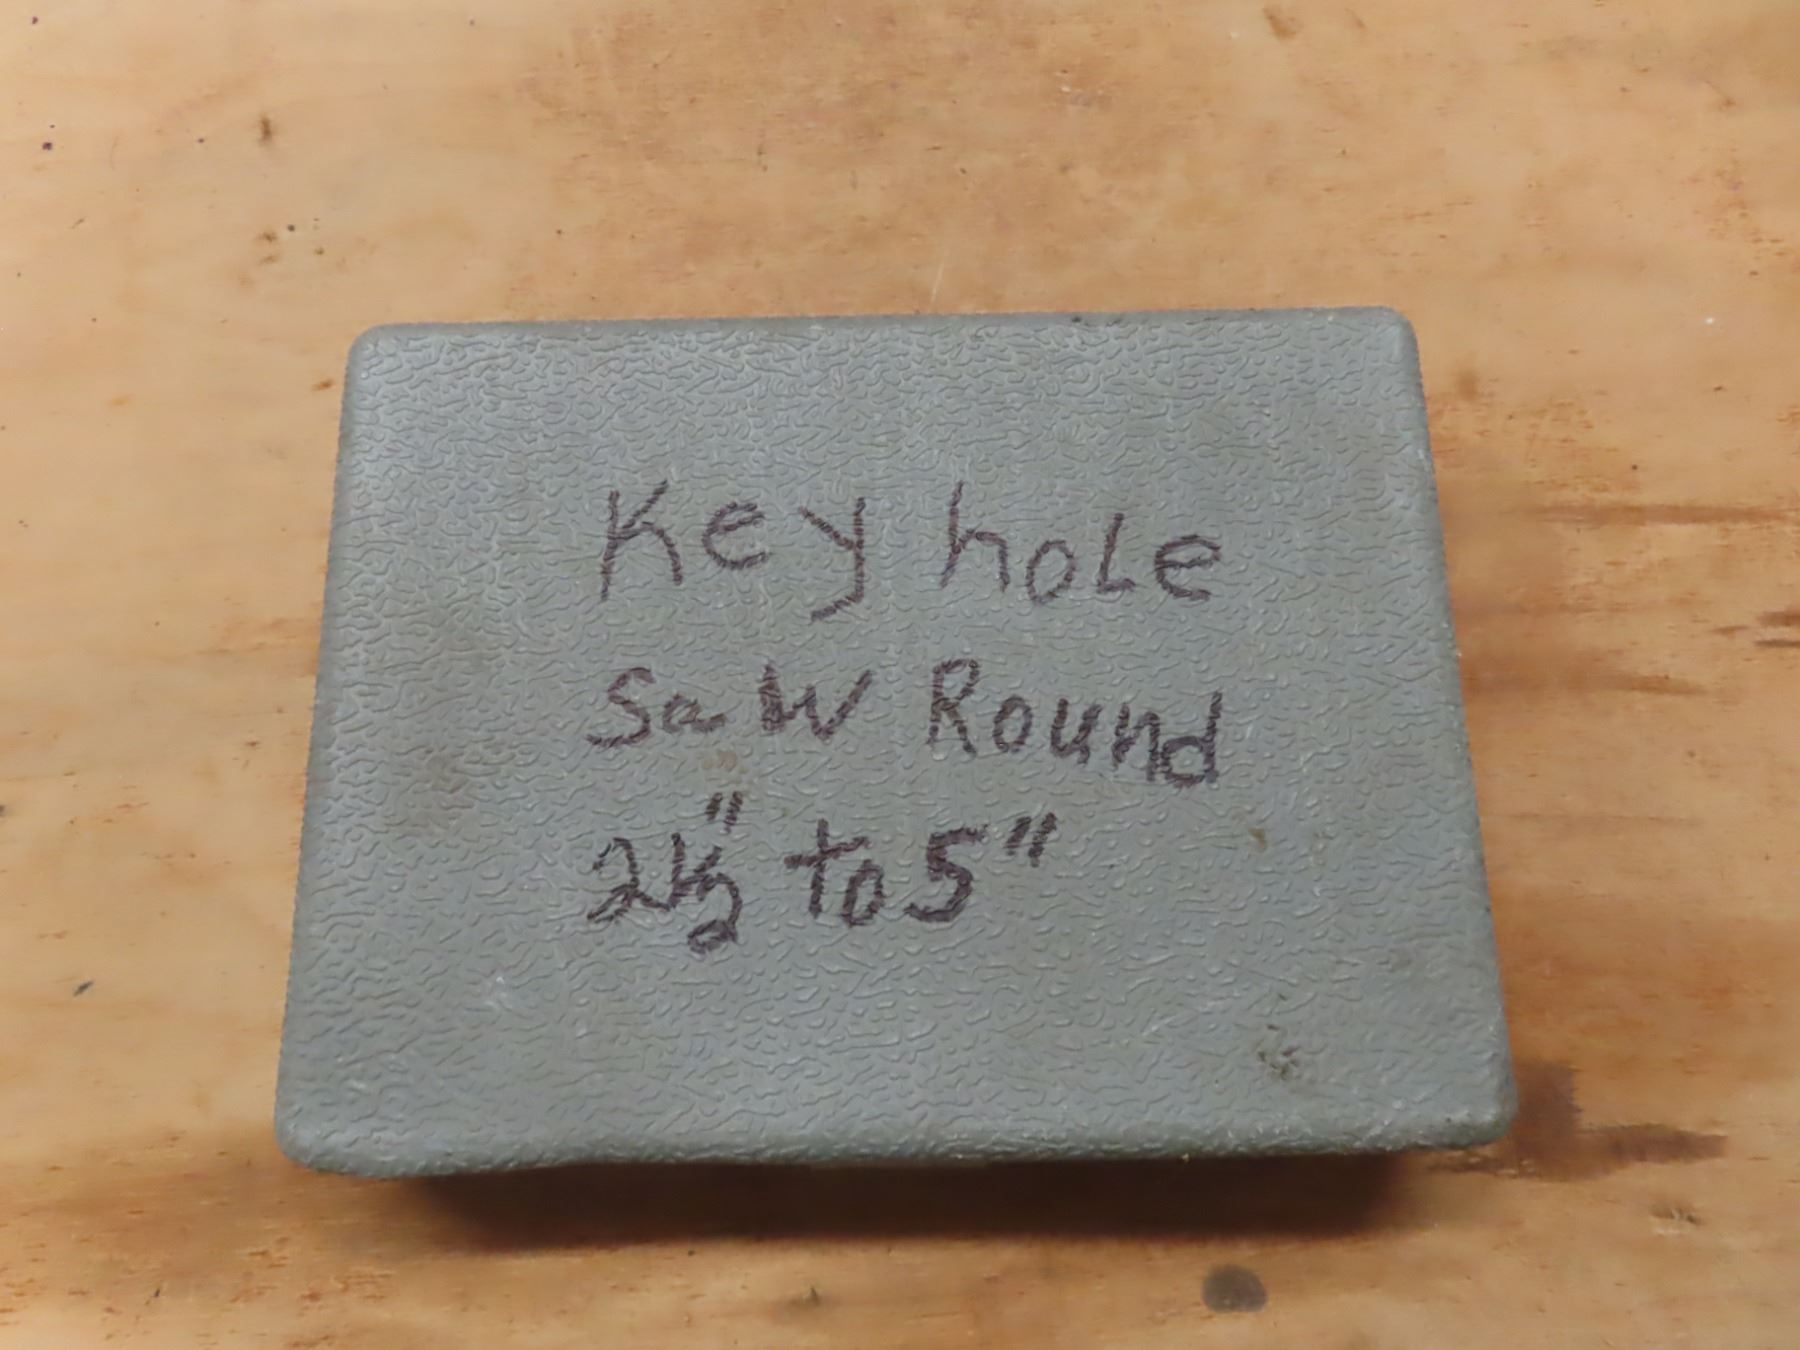 Key hole
Saw Round
2½" to 5"